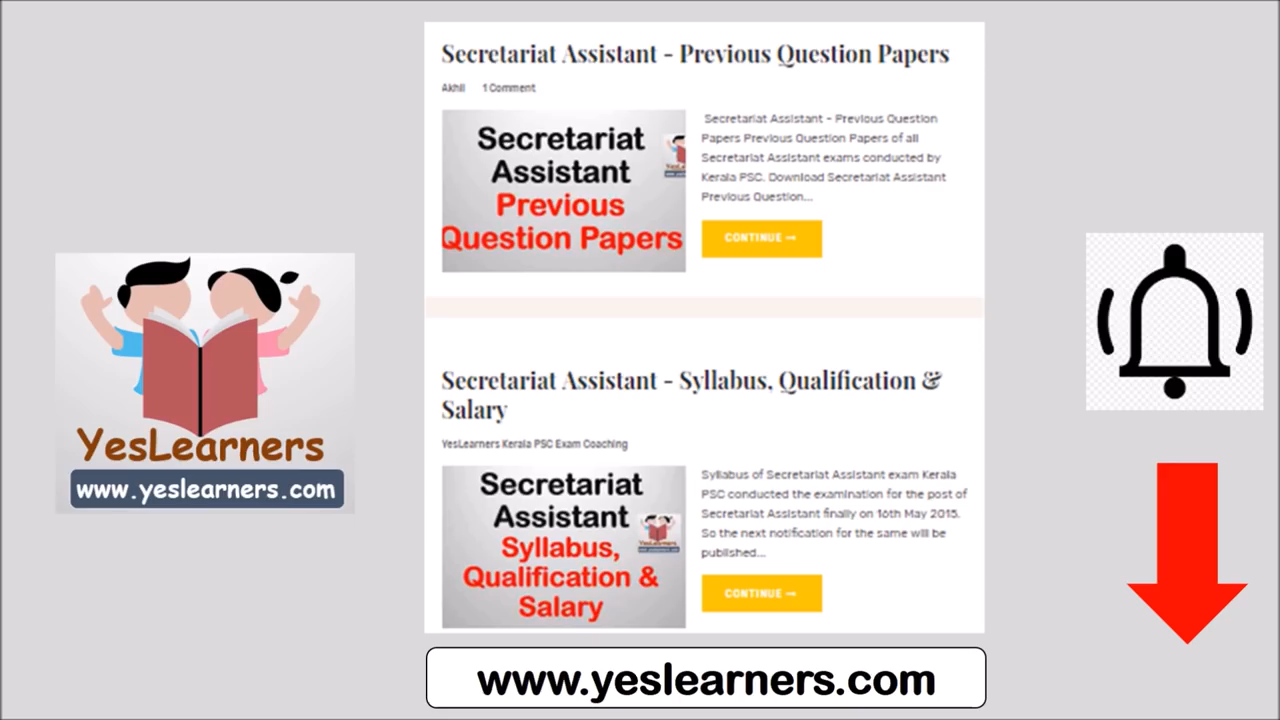 Secretariat Assistant - Previous Question Papers
Akhil 1 Comment
Secretariat
Assistant
Previous
Question Papers
Secretariat Assistant - Previous Question
Papers Previous Question Papers of all
Secretariat Assistant exams conducted by
Kerala PSC. Download Secretariat Assistant
Previous Question...
CONTINUE →
Secretariat Assistant - Syllabus, Qualification &
Salary
YesLearners Kerala PSC Exam Coaching
Secretariat
Assistant
Syllabus,
Qualification &
Salary
Syllabus of Secretariat Assistant exam Kerala
PSC conducted the examination for the post of
Secretariat Assistant finally on 16th May 2015.
So the next notification for the same will be
published...
CONTINUE →
YesLearners
www.yeslearners.com
www.yeslearners.com